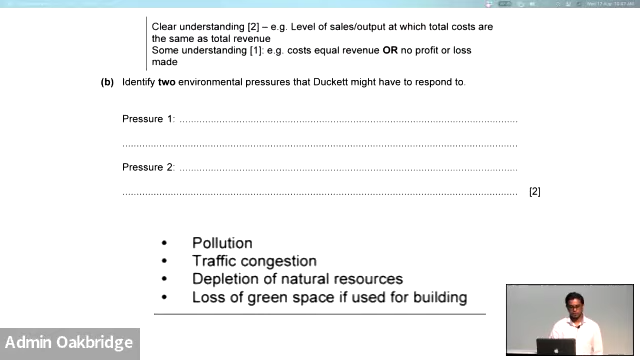 Clear understanding [2] – e.g. Level of sales/output at which total costs are
the same as total revenue
Some understanding [1]: e.g. costs equal revenue OR no profit or loss
made
(b) Identify two environmental pressures that Duckett might have to respond to.
Pressure 1: ........................................................................................................
........................................................................................................................
Pressure 2: ........................................................................................................
........................................................................................................................ [2]
• Pollution
• Traffic congestion
• Depletion of natural resources
• Loss of green space if used for building
Admin Oakbridge